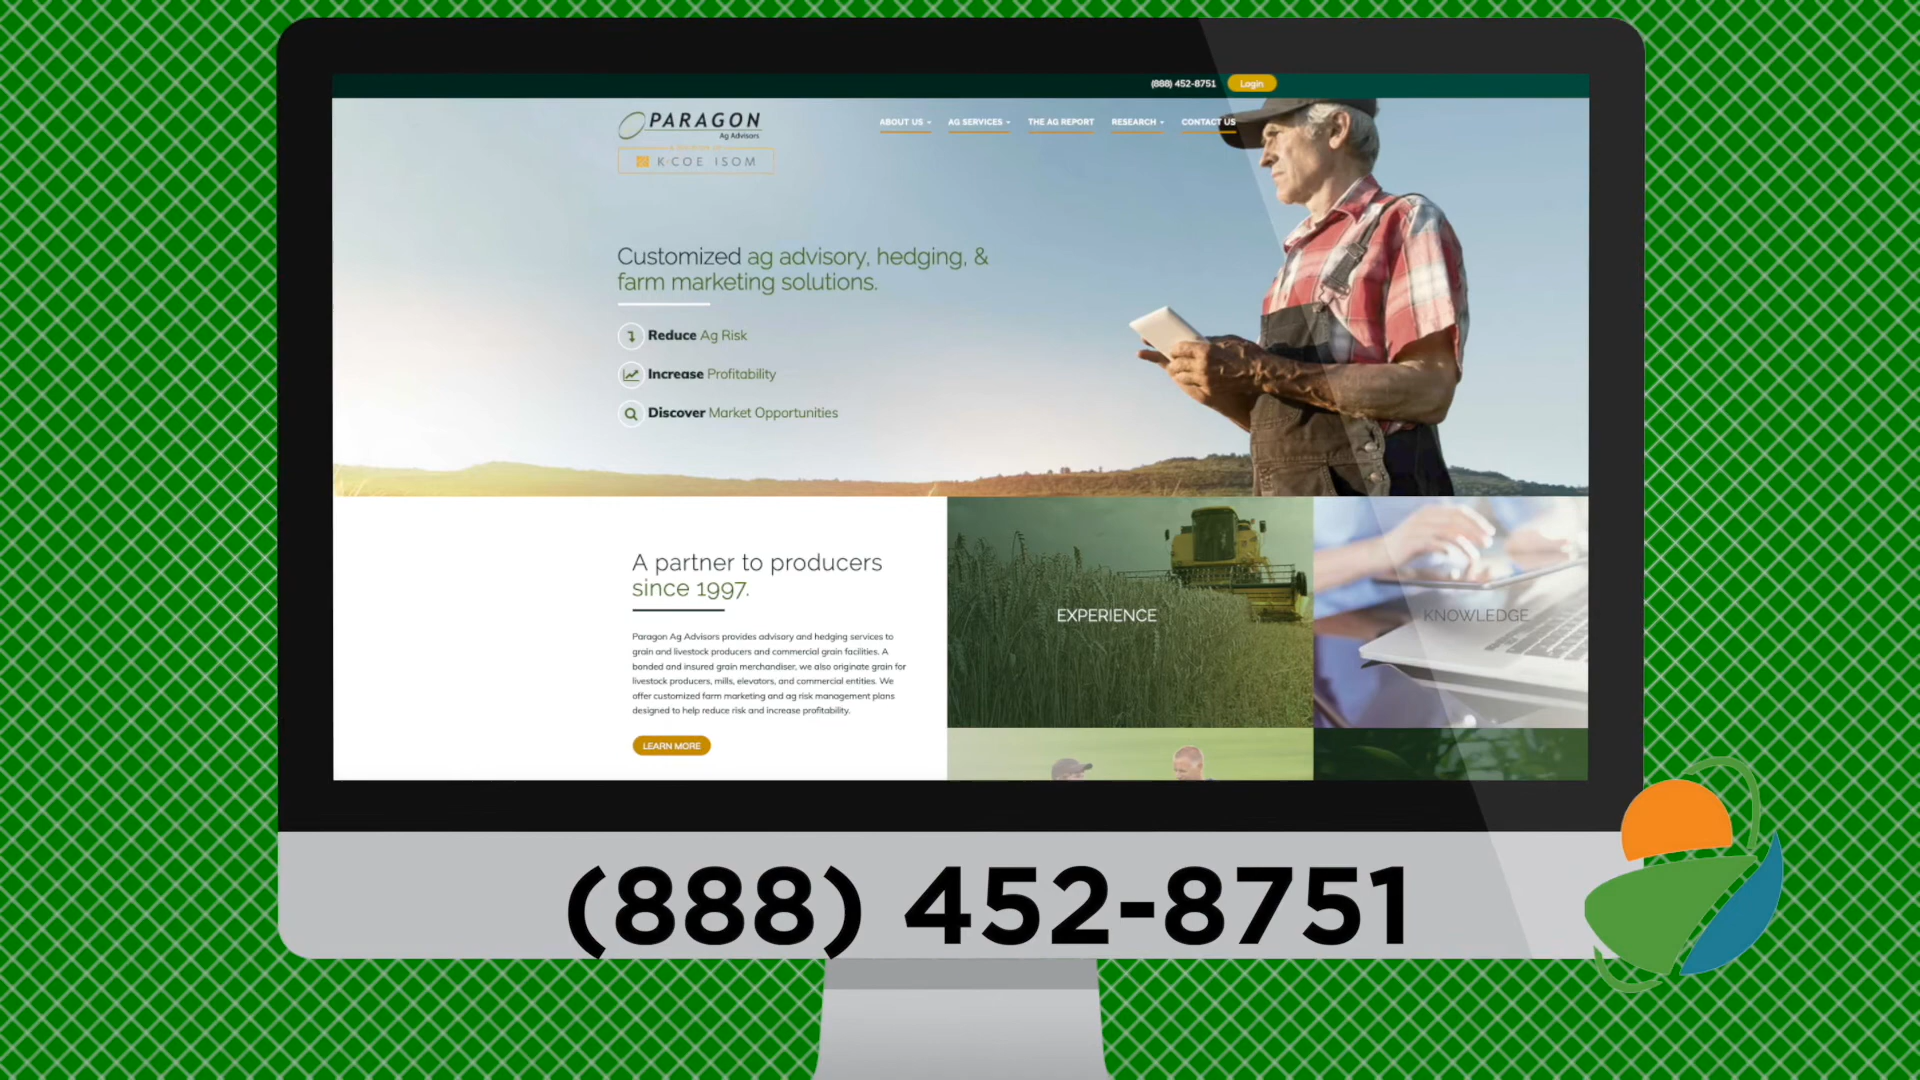 (888) 452-8751
Login
PARAGON
Ag Advisors
K·COE ISOM
ABOUT US
AG SERVICES
THE AG REPORT
RESEARCH
CONTACT US
Customized ag advisory, hedging, &
farm marketing solutions.
Reduce Ag Risk
Increase Profitability
Discover Market Opportunities
A partner to producers
since 1997.
Paragon Ag Advisors provides advisory and hedging services to
grain and livestock producers and commercial grain facilities. A
bonded and insured grain merchandiser, we also originate grain for
livestock producers, mills, elevators, and commercial entities. We
offer customized farm marketing and ag risk management plans
designed to help reduce risk and increase profitability.
LEARN MORE
EXPERIENCE
KNOWLEDGE
(888) 452-8751